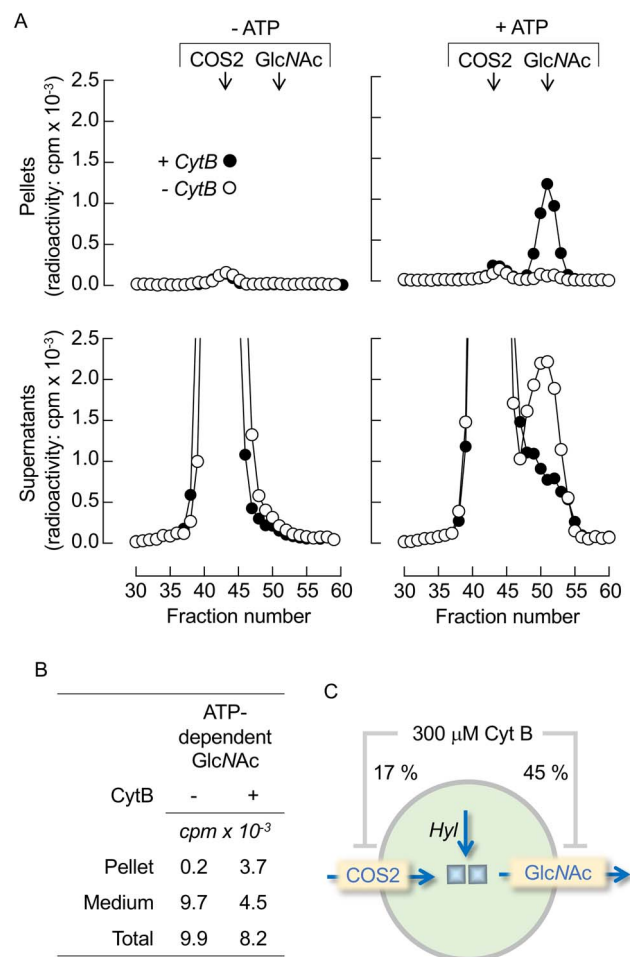 A
- ATP
+ ATP
COS2 GlcNAc
COS2 GlcNAc
Pellets
(radioactivity: cpm x 10-3)
2.5
2.0
1.5
1.0
0.5
0.0
+ CytB
- CytB
Supernatants
(radioactivity: cpm x 10-3)
2.5
2.0
1.5
1.0
0.5
0.0
30 35 40 45 50 55 60
Fraction number
30 35 40 45 50 55 60
Fraction number
B
ATP-
dependent
GlcNAc
CytB - +
cpm x 10-3
Pellet 0.2 3.7
Medium 9.7 4.5
Total 9.9 8.2
C
300 µM Cyt B
17 % 45 %
Hyl
COS2 GlcNAc